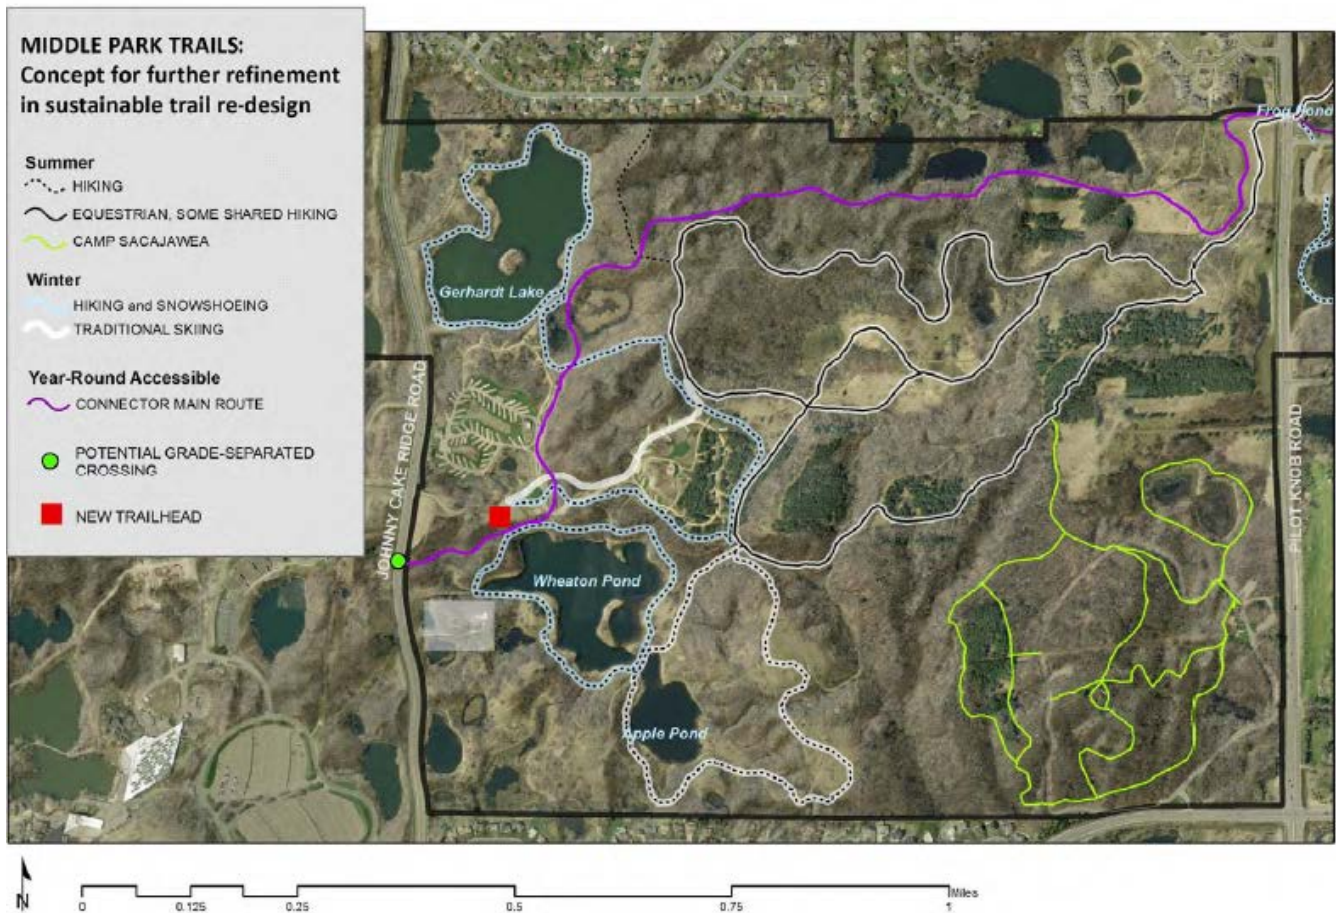 MIDDLE PARK TRAILS:
Concept for further refinement
in sustainable trail re-design
Summer
HIKING
EQUESTRIAN, SOME SHARED HIKING
CAMP SACAJAWEA
Winter
HIKING and SNOWSHOEING
TRADITIONAL SKIING
Year-Round Accessible
CONNECTOR MAIN ROUTE
POTENTIAL GRADE-SEPARATED
CROSSING
NEW TRAILHEAD
Frog Pond
Gerhardt Lake
JOHNNY CAKE RIDGE ROAD
PILOT KNOB ROAD
Wheaton Pond
Apple Pond
N
0 0.125 0.25 0.5 0.75 1
Miles